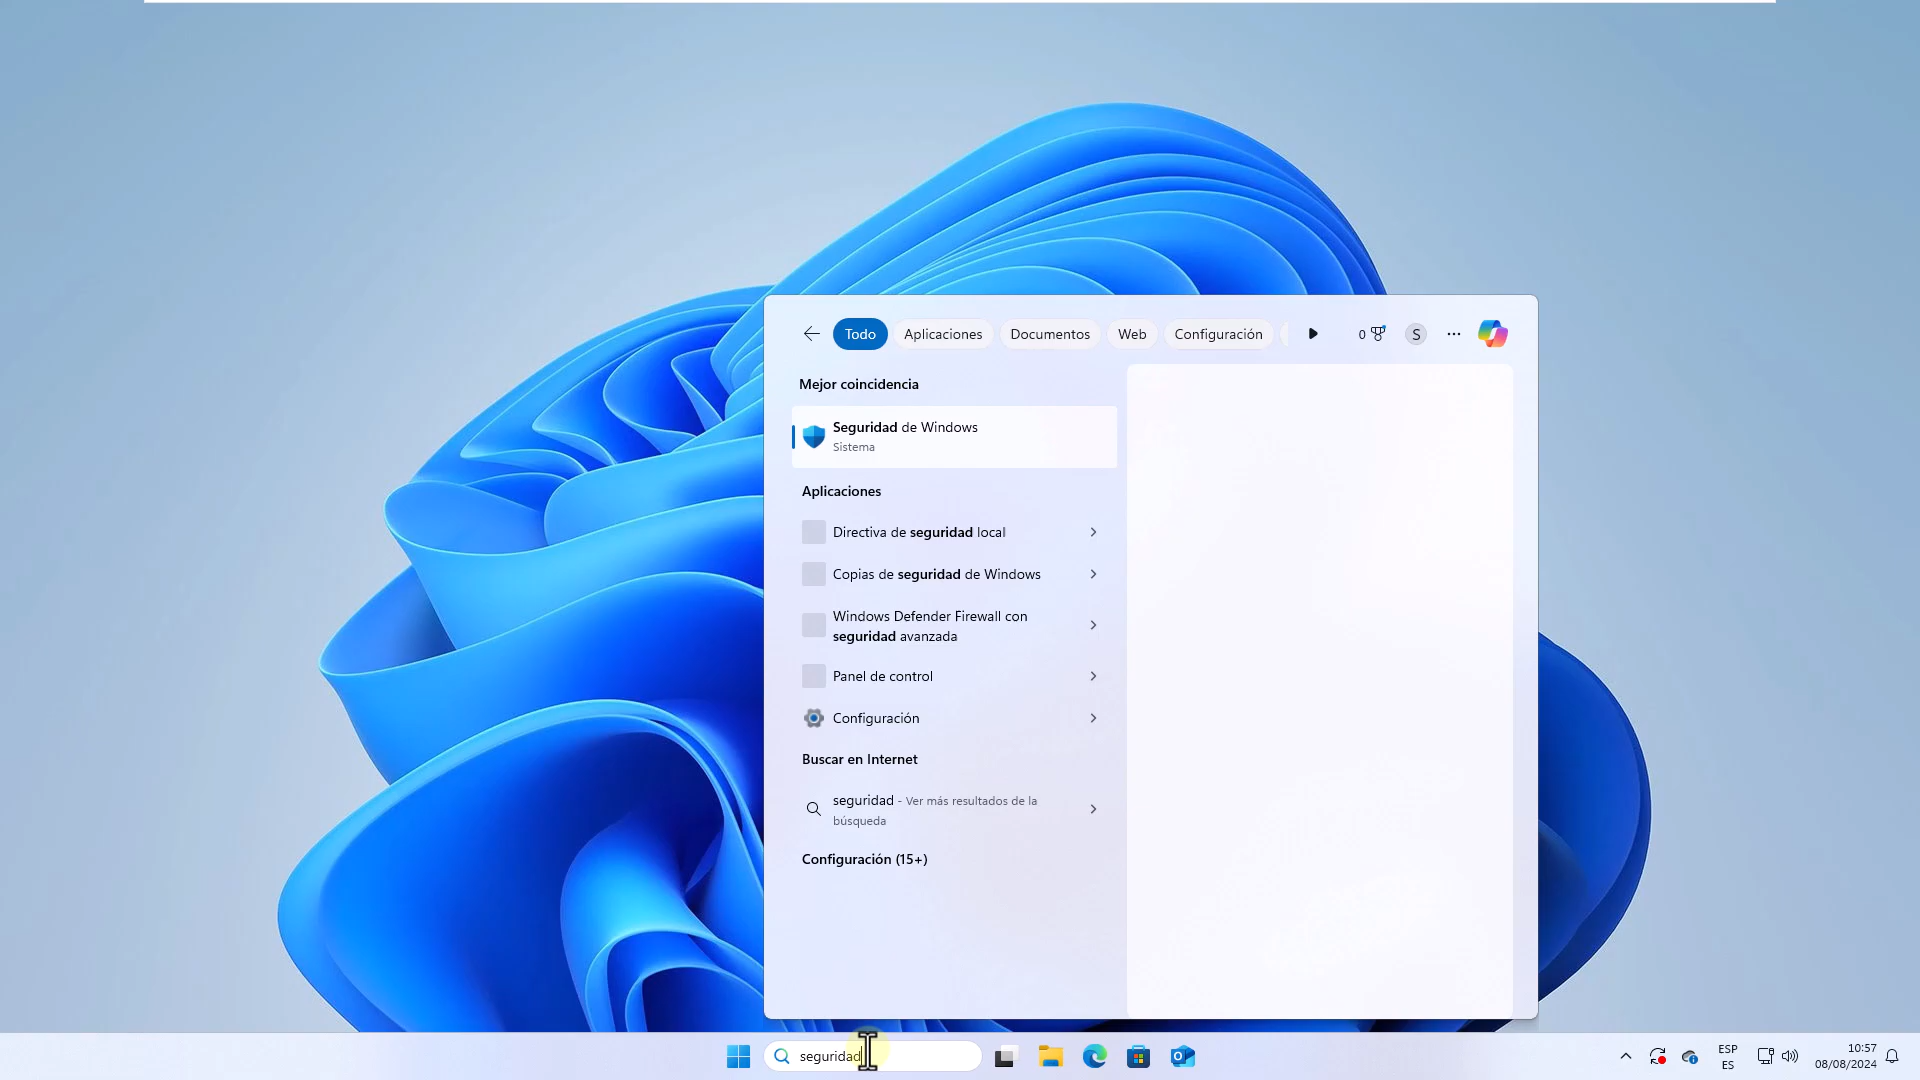 Todo
Aplicaciones
Documentos
Web
Configuración
0
S
Mejor coincidencia
Seguridad de Windows
Sistema
Aplicaciones
Directiva de seguridad local
Copias de seguridad de Windows
Windows Defender Firewall con
seguridad avanzada
Panel de control
Configuración
Buscar en Internet
seguridad - Ver más resultados de la
búsqueda
Configuración (15+)
seguridad
ESP
ES
10:57
08/08/2024